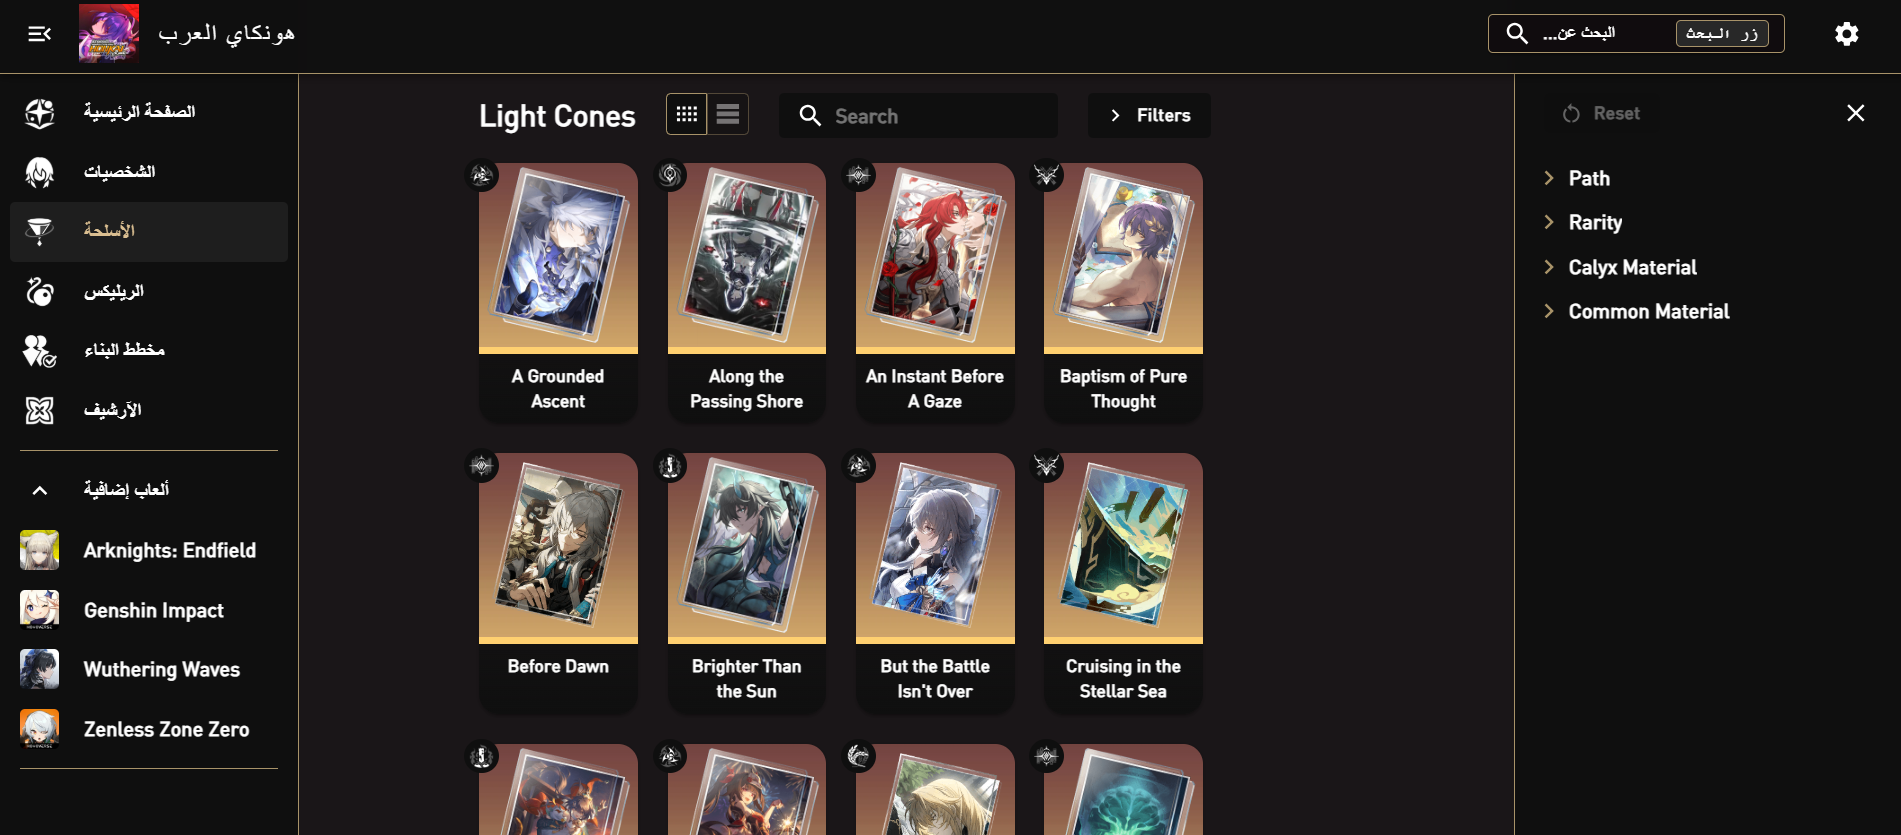 هونكاي العرب
البحث عن...
زر البحث
الصفحة الرئيسية
الشخصيات
الأسلحة
الريليكس
مخطط البناء
الآرشيف
ألعاب إضافية
Arknights: Endfield
Genshin Impact
Wuthering Waves
Zenless Zone Zero
Light Cones
Search
Filters
A Grounded
Ascent
Along the
Passing Shore
An Instant Before
A Gaze
Baptism of Pure
Thought
Before Dawn
Brighter Than
the Sun
But the Battle
Isn't Over
Cruising in the
Stellar Sea
Reset
Path
Rarity
Calyx Material
Common Material